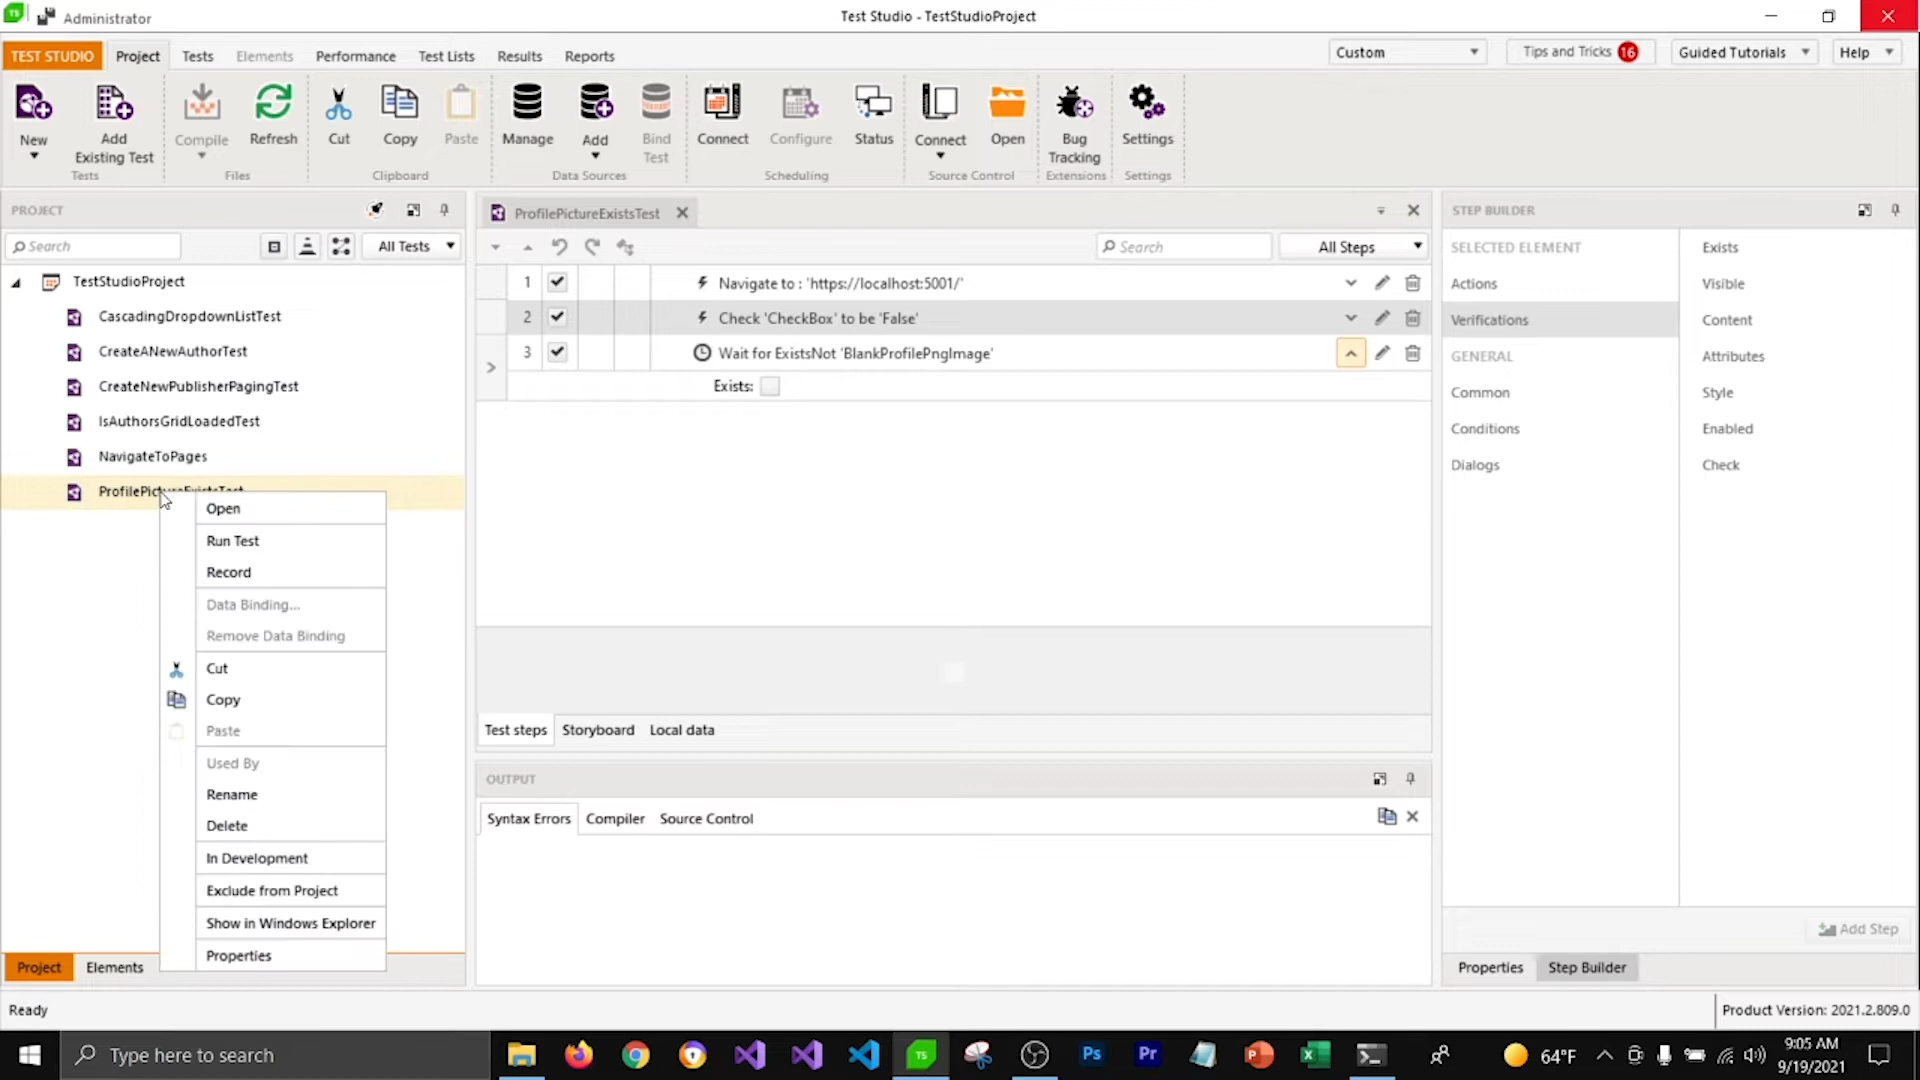 TS
Administrator
Test Studio - TestStudioProject
TEST STUDIO
Project
Tests
Elements
Performance
Test Lists
Results
Reports
Custom
Tips and Tricks 16
Guided Tutorials
Help
New
Add
Existing Test
Tests
Compile
Refresh
Files
Cut
Copy
Paste
Clipboard
Manage
Add
Bind
Test
Data Sources
Connect
Configure
Status
Scheduling
Connect
Open
Source Control
Bug
Tracking
Extensions
Settings
Settings
PROJECT
Search
All Tests
TestStudioProject
CascadingDropdownListTest
CreateANewAuthorTest
CreateNewPublisherPagingTest
IsAuthorsGridLoadedTest
NavigateToPages
ProfilePictureExistsTest
Open
Run Test
Record
Data Binding...
Remove Data Binding
Cut
Copy
Paste
Used By
Rename
Delete
In Development
Exclude from Project
Show in Windows Explorer
Properties
Project
Elements
ProfilePictureExistsTest
Search
All Steps
1 Navigate to : 'https://localhost:5001/'
2 Check 'CheckBox' to be 'False'
3 Wait for ExistsNot 'BlankProfilePngImage'
Exists:
Test steps
Storyboard
Local data
OUTPUT
Syntax Errors
Compiler
Source Control
STEP BUILDER
SELECTED ELEMENT
Actions
Verifications
GENERAL
Common
Conditions
Dialogs
Exists
Visible
Content
Attributes
Style
Enabled
Check
Add Step
Properties
Step Builder
Ready
Product Version: 2021.2.809.0
Type here to search
TS
Ps
Pr
64°F
9:05 AM
9/19/2021